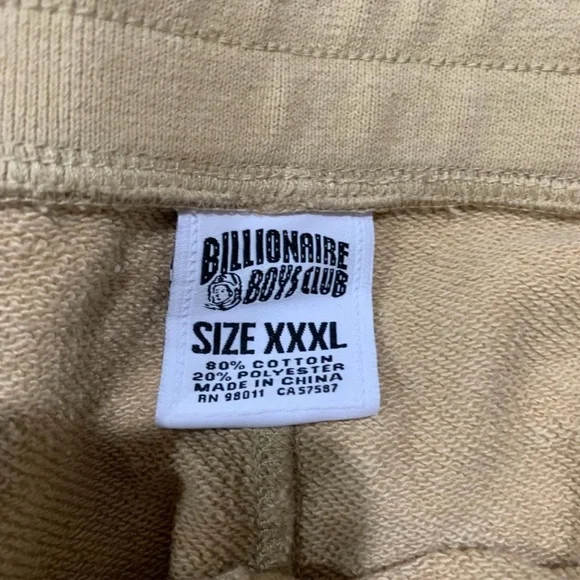 BILLIONAIRE
BOYS CLUB
SIZE XXXL
80% COTTON
20% POLYESTER
MADE IN CHINA
RN 98011 CA57587